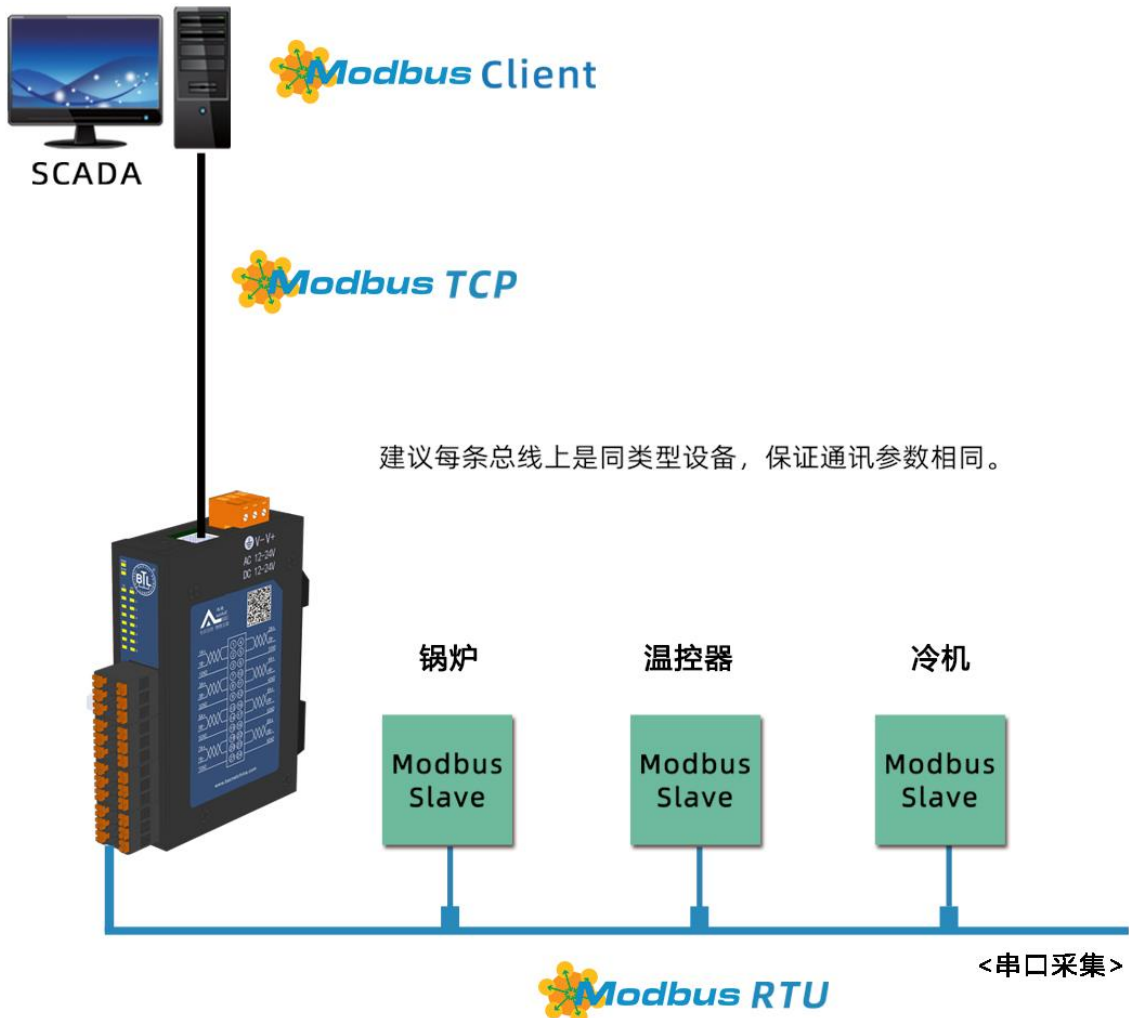 Modbus Client
SCADA
Modbus TCP
建议每条总线上是同类型设备，保证通讯参数相同。
V- V+
AC 12-24V
DC 12-24V
BTL
锅炉
温控器
冷机
Modbus
Slave
Modbus
Slave
Modbus
Slave
<串口采集>
Modbus RTU